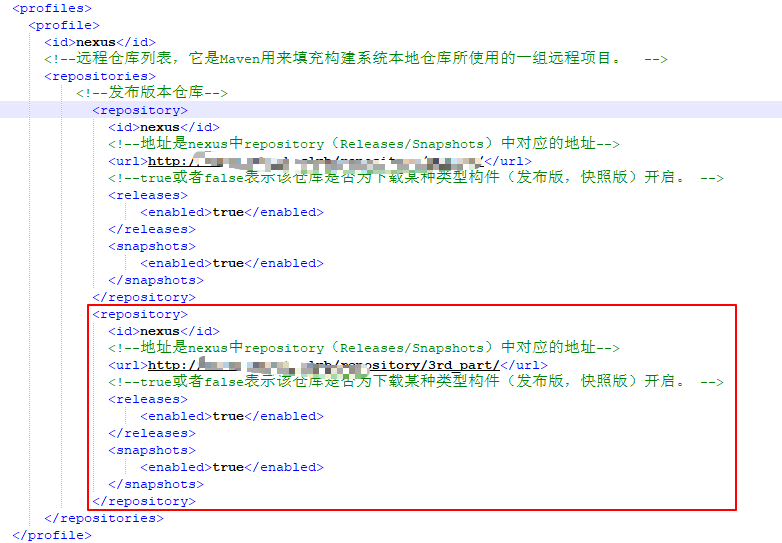 <profiles>
<profile>
<id>nexus</id>
<!--远程仓库列表，它是Maven用来填充构建系统本地仓库所使用的一组远程项目。  -->
<repositories>
<!--发布版本仓库-->
<repository>
<id>nexus</id>
<!--地址是nexus中repository（Releases/Snapshots）中对应的地址-->
<url>http:/ /</url>
<!--true或者false表示该仓库是否为下载某种类型构件（发布版，快照版）开启。 -->
<releases>
<enabled>true</enabled>
</releases>
<snapshots>
<enabled>true</enabled>
</snapshots>
</repository>
<repository>
<id>nexus</id>
<!--地址是nexus中repository（Releases/Snapshots）中对应的地址-->
<url>http:/ /repository/3rd_part/</url>
<!--true或者false表示该仓库是否为下载某种类型构件（发布版，快照版）开启。 -->
<releases>
<enabled>true</enabled>
</releases>
<snapshots>
<enabled>true</enabled>
</snapshots>
</repository>
</repositories>
</profile>